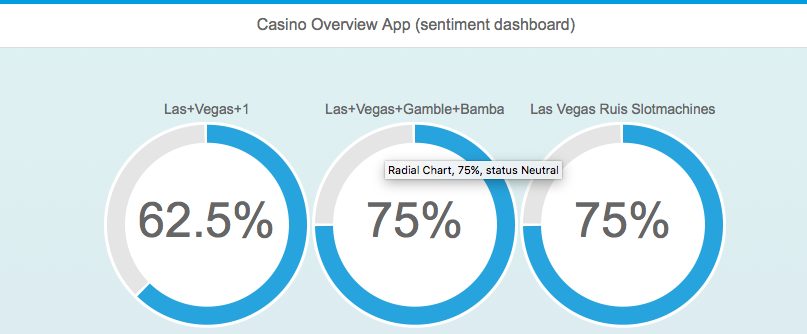 Casino Overview App (sentiment dashboard)
Las+Vegas+1
Las+Vegas+Gamble+Bamba
Las Vegas Ruis Slotmachines
Radial Chart, 75%, status Neutral
62.5%
75%
75%